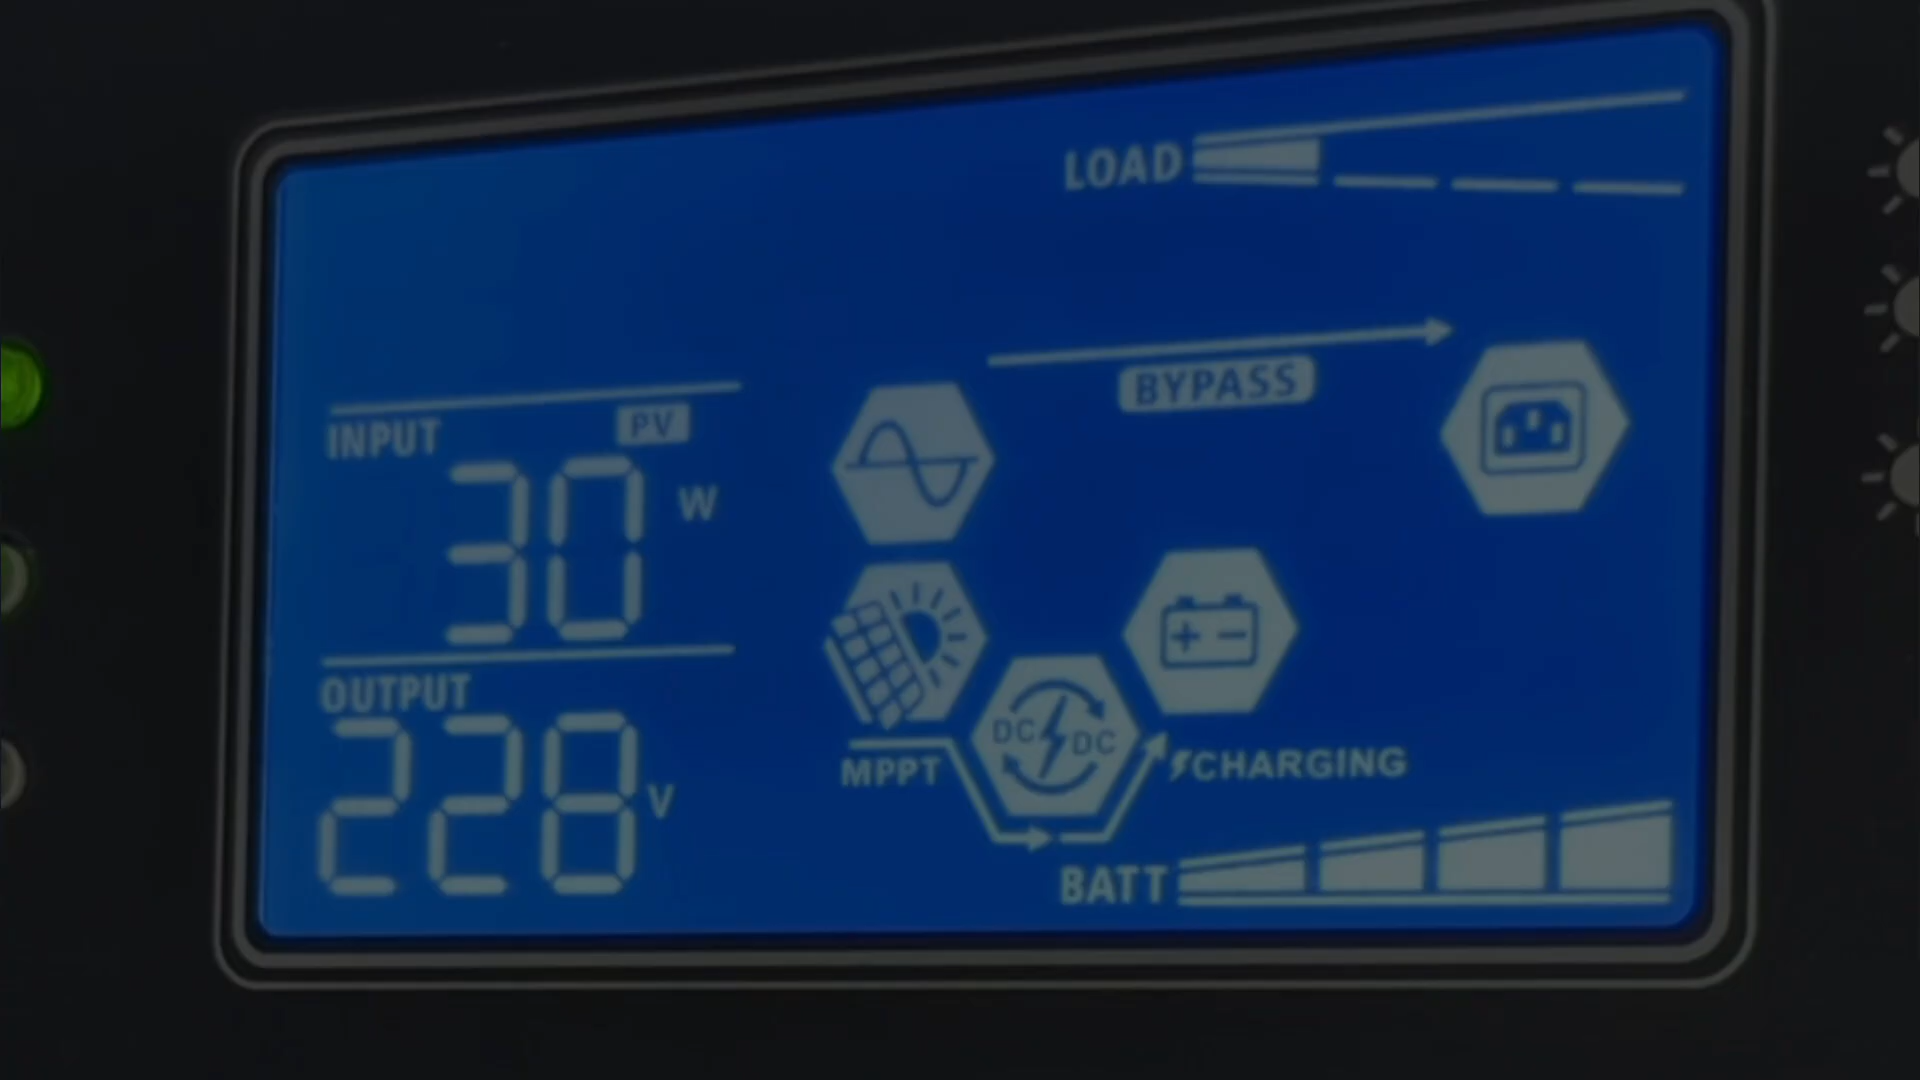 LOAD
BYPASS
INPUT PV
30 W
OUTPUT
228 V
DC DC
MPPT
CHARGING
BATT